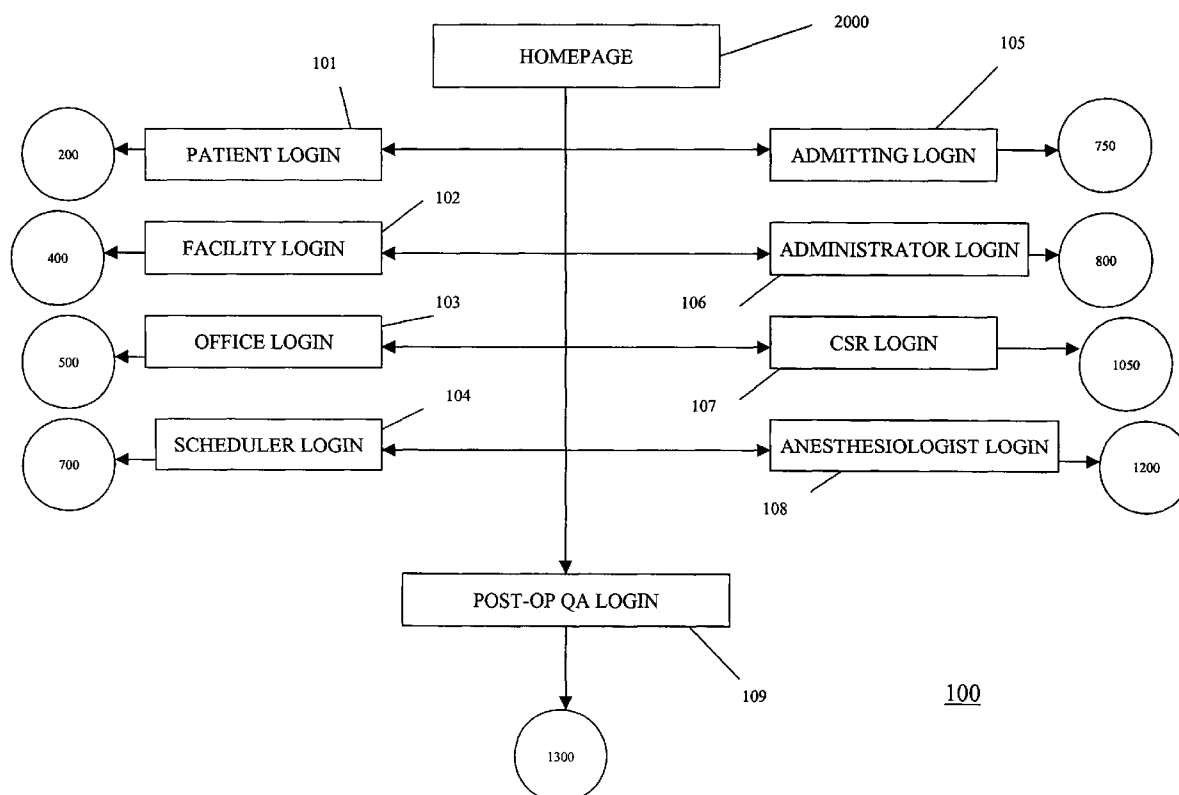 2000
HOMEPAGE
101
105
200
PATIENT LOGIN
ADMITTING LOGIN
750
102
400
FACILITY LOGIN
ADMINISTRATOR LOGIN
800
103
106
500
OFFICE LOGIN
CSR LOGIN
1050
104
107
700
SCHEDULER LOGIN
ANESTHESIOLOGIST LOGIN
1200
108
POST-OP QA LOGIN
109
100
1300